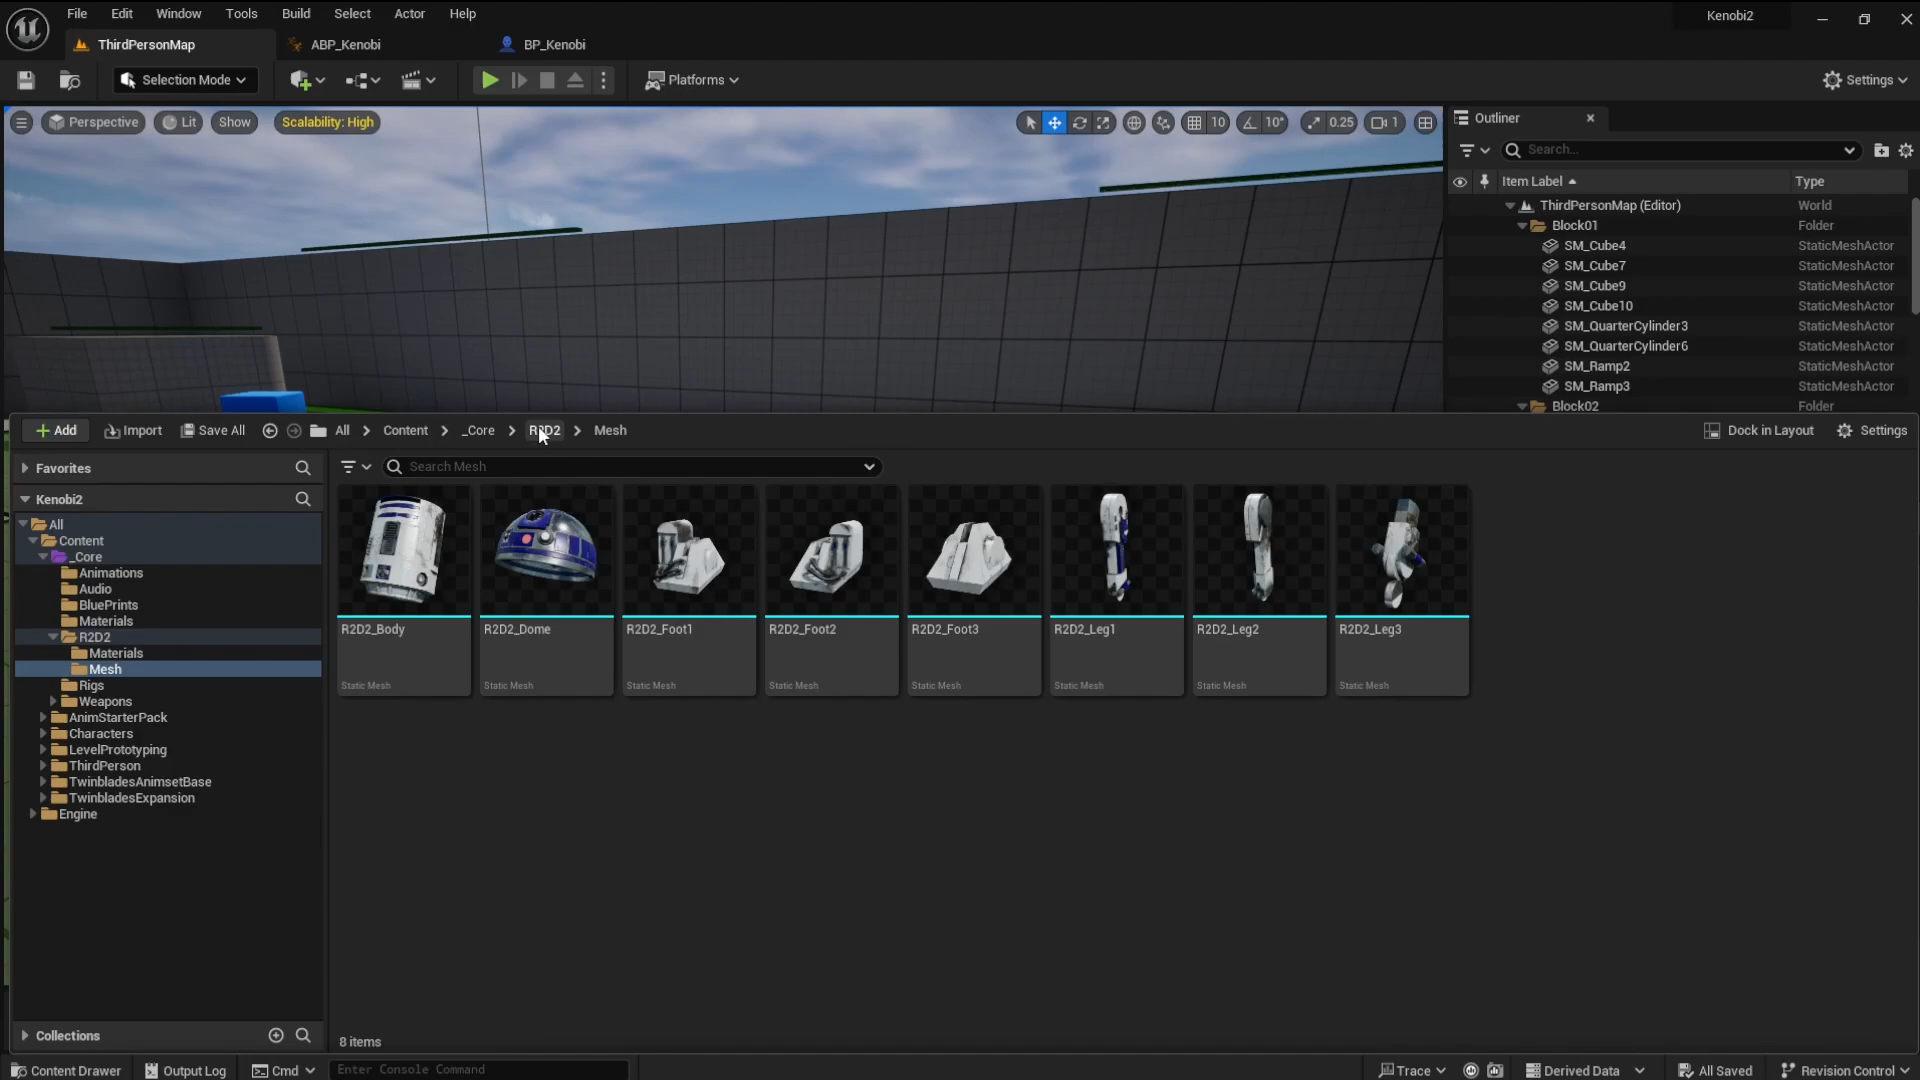 File Edit Window Tools Build Select Actor Help
Kenobi2
ThirdPersonMap
ABP_Kenobi
BP_Kenobi
Selection Mode
Platforms
Settings
Perspective Lit Show Scalability: High
10 10° 0.25 1
Outliner
Search...
Item Label Type
ThirdPersonMap (Editor) World
Block01 Folder
SM_Cube4 StaticMeshActor
SM_Cube7 StaticMeshActor
SM_Cube9 StaticMeshActor
SM_Cube10 StaticMeshActor
SM_QuarterCylinder3 StaticMeshActor
SM_QuarterCylinder6 StaticMeshActor
SM_Ramp2 StaticMeshActor
SM_Ramp3 StaticMeshActor
Block02 Folder
Add Import Save All All Content _Core R2D2 Mesh
Dock in Layout Settings
Favorites
Search Mesh
Kenobi2
All
Content
_Core
Animations
Audio
BluePrints
Materials
R2D2
Materials
Mesh
Rigs
Weapons
AnimStarterPack
Characters
LevelPrototyping
ThirdPerson
TwinbladesAnimsetBase
TwinbladesExpansion
Engine
R2D2_Body R2D2_Dome R2D2_Foot1 R2D2_Foot2 R2D2_Foot3 R2D2_Leg1 R2D2_Leg2 R2D2_Leg3
Static Mesh Static Mesh Static Mesh Static Mesh Static Mesh Static Mesh Static Mesh Static Mesh
Collections
8 items
Content Drawer Output Log Cmd Enter Console Command
Trace Derived Data All Saved Revision Control